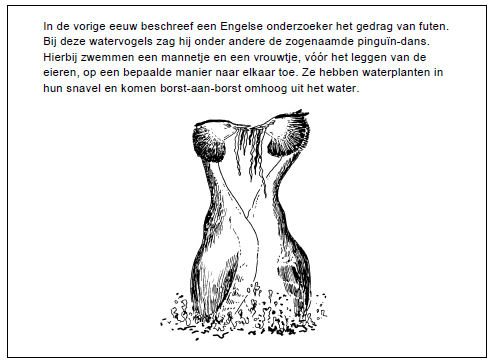 In de vorige eeuw beschreef een Engelse onderzoeker het gedrag van futen.
Bij deze watervogels zag hij onder andere de zogenaamde pinguïn-dans.
Hierbij zwemmen een mannetje en een vrouwtje, vóór het leggen van de
eieren, op een bepaalde manier naar elkaar toe. Ze hebben waterplanten in
hun snavel en komen borst-aan-borst omhoog uit het water.